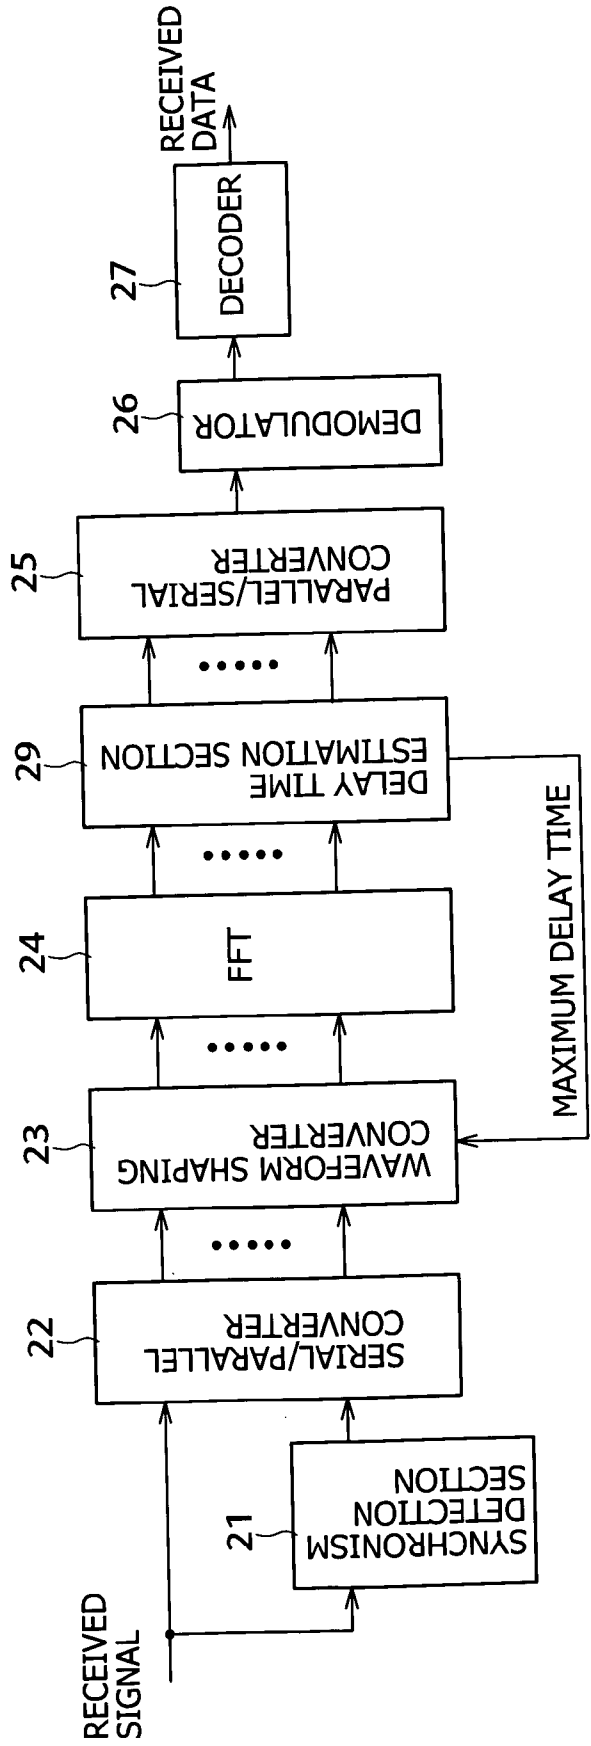 RECEIVED
SIGNAL
21
SYNCHRONISM
DETECTION
SECTION
22
SERIAL/PARALLEL
CONVERTER
23
WAVEFORM SHAPING
CONVERTER
24
FFT
29
DELAY TIME
ESTIMATION SECTION
MAXIMUM DELAY TIME
25
PARALLEL/SERIAL
CONVERTER
26
DEMODULATOR
27
DECODER
RECEIVED
DATA